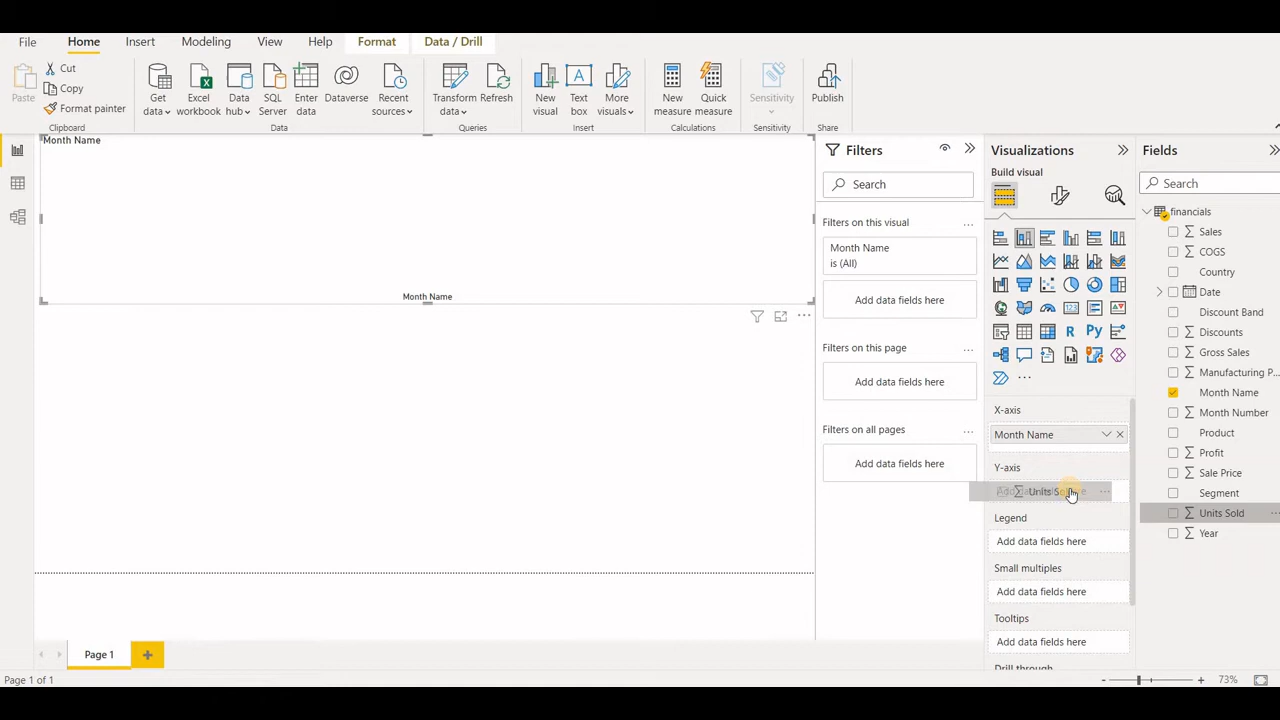 File Home Insert Modeling View Help Format Data / Drill
Paste
Cut
Copy
Format painter
Get data
Excel workbook
Data hub
SQL Server
Enter data
Dataverse
Recent sources
Transform data
Refresh
New visual
Text box
More visuals
New measure
Quick measure
Sensitivity
Publish
Clipboard Data Queries Insert Calculations Sensitivity Share
Month Name
Month Name
Filters
Search
Filters on this visual
Month Name
is (All)
Add data fields here
Filters on this page
Add data fields here
Filters on all pages
Add data fields here
Visualizations
Build visual
R Py
X-axis
Month Name
Y-axis
Legend
Add data fields here
Small multiples
Add data fields here
Tooltips
Add data fields here
Drill through
Fields
Search
financials
Sales
COGS
Country
Date
Discount Band
Discounts
Gross Sales
Manufacturing P...
Month Name
Month Number
Product
Profit
Sale Price
Segment
Units Sold
Year
Page 1
Page 1 of 1
73%